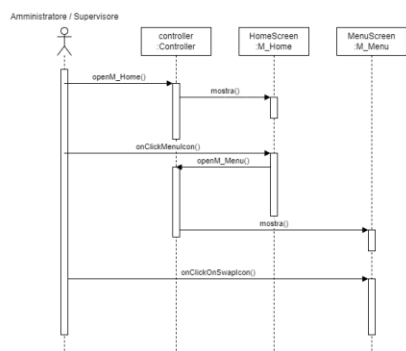 Amministratore / Supervisore
controller
:Controller
HomeScreen
:M_Home
MenuScreen
:M_Menu
openM_Home()
mostra()
onClickMenuIcon()
openM_Menu()
mostra()
onClickOnSwapIcon()